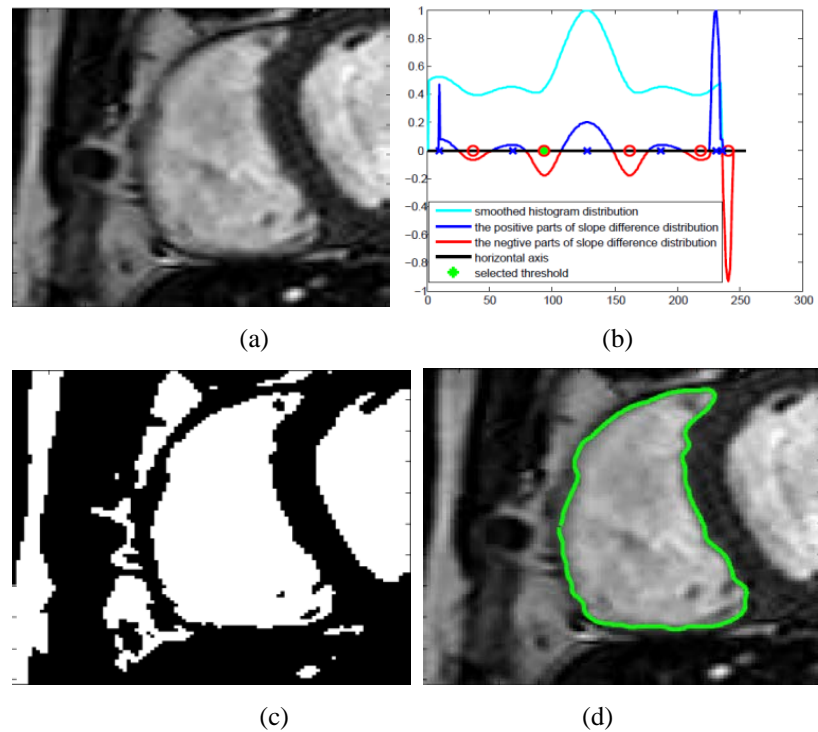 (a)
1
0.8
0.6
0.4
0.2
0
−0.2
−0.4
−0.6
−0.8
−1
0 50 100 150 200 250 300
smoothed histogram distribution
the positive parts of slope difference distribution
the negtive parts of slope difference distribution
horizontal axis
selected threshold
(b)
(c)
(d)